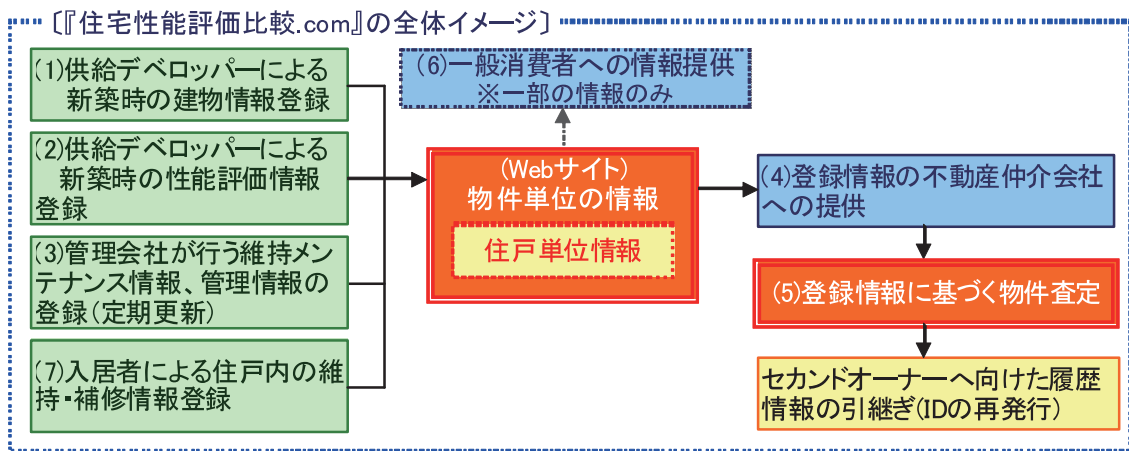 〔『住宅性能評価比較.com』の全体イメージ〕
(1)供給デベロッパーによる
新築時の建物情報登録
(2)供給デベロッパーによる
新築時の性能評価情報
登録
(3)管理会社が行う維持メン
テナンス情報、管理情報の
登録(定期更新)
(7)入居者による住戸内の維
持・補修情報登録
(6)一般消費者への情報提供
※一部の情報のみ
(Webサイト)
物件単位の情報
住戸単位情報
(4)登録情報の不動産仲介会社
への提供
(5)登録情報に基づく物件査定
セカンドオーナーへ向けた履歴
情報の引継ぎ(IDの再発行)